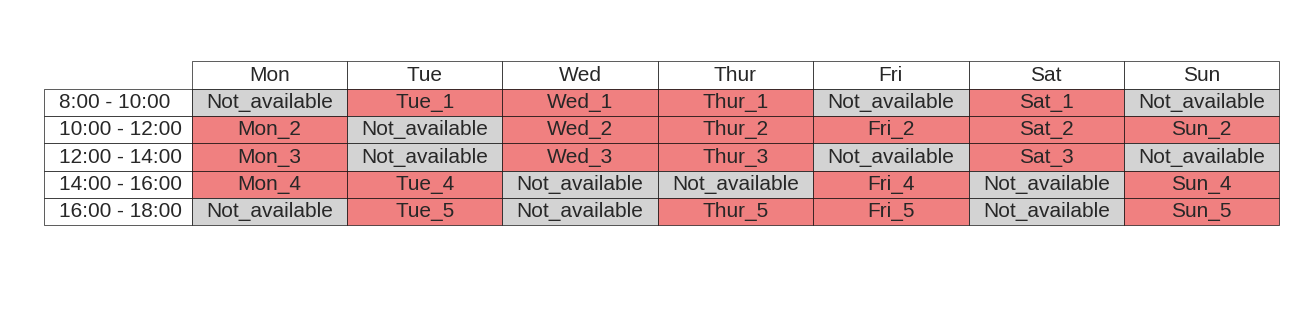 Mon Tue Wed Thur Fri Sat Sun
8:00 - 10:00 Not_available Tue_1 Wed_1 Thur_1 Not_available Sat_1 Not_available
10:00 - 12:00 Mon_2 Not_available Wed_2 Thur_2 Fri_2 Sat_2 Sun_2
12:00 - 14:00 Mon_3 Not_available Wed_3 Thur_3 Not_available Sat_3 Not_available
14:00 - 16:00 Mon_4 Tue_4 Not_available Not_available Fri_4 Not_available Sun_4
16:00 - 18:00 Not_available Tue_5 Not_available Thur_5 Fri_5 Not_available Sun_5